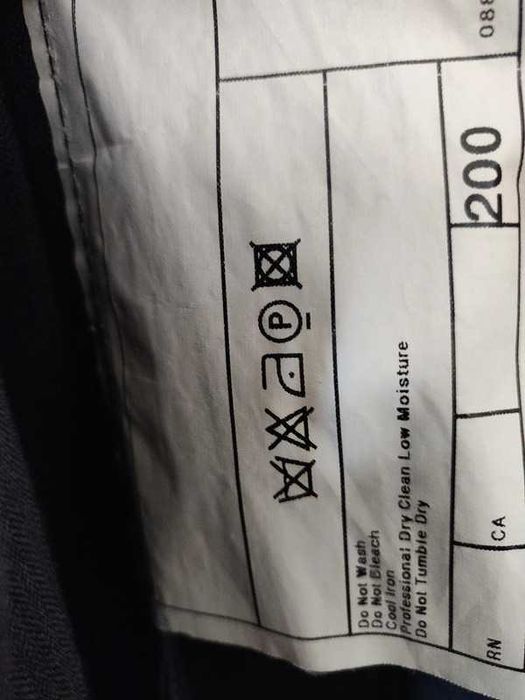 P
Do Not Wash
Do Not Bleach
Cool Iron
Professional Dry Clean Low Moisture
Do Not Tumble Dry
RN
CA
200